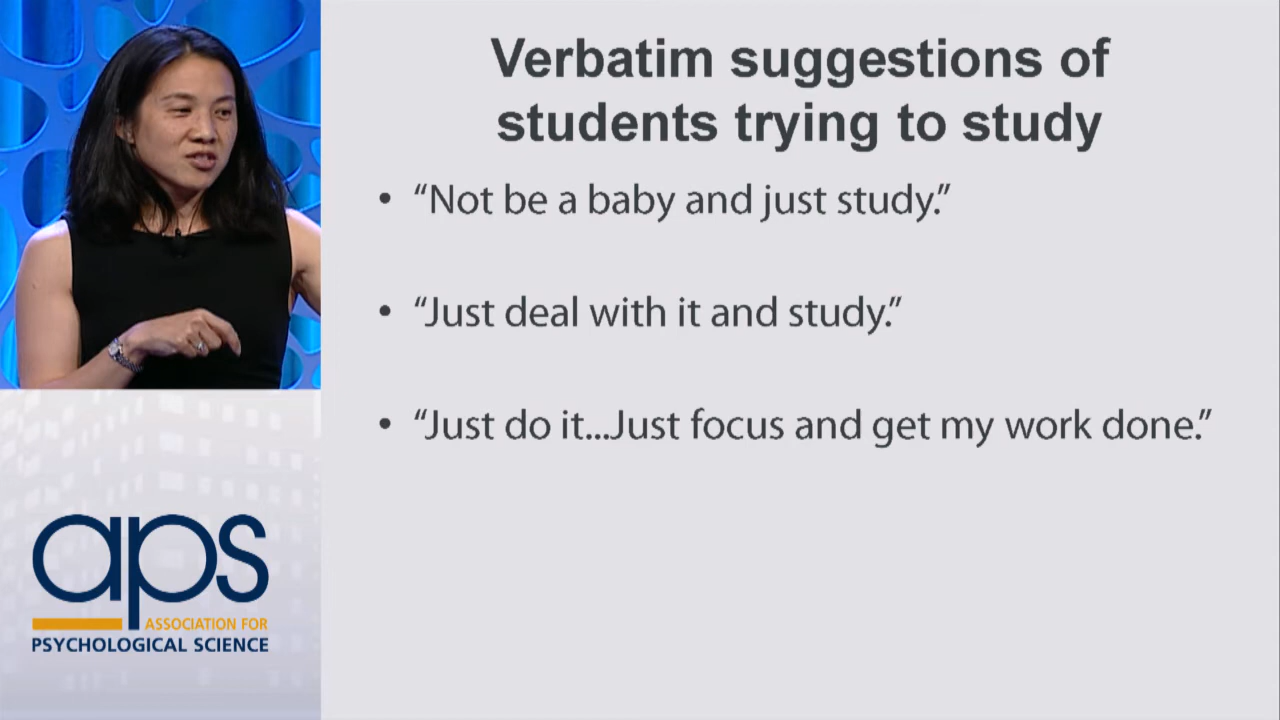 Verbatim suggestions of
students trying to study
• “Not be a baby and just study.”
• “Just deal with it and study.”
• “Just do it...Just focus and get my work done.”
aps
ASSOCIATION FOR
PSYCHOLOGICAL SCIENCE